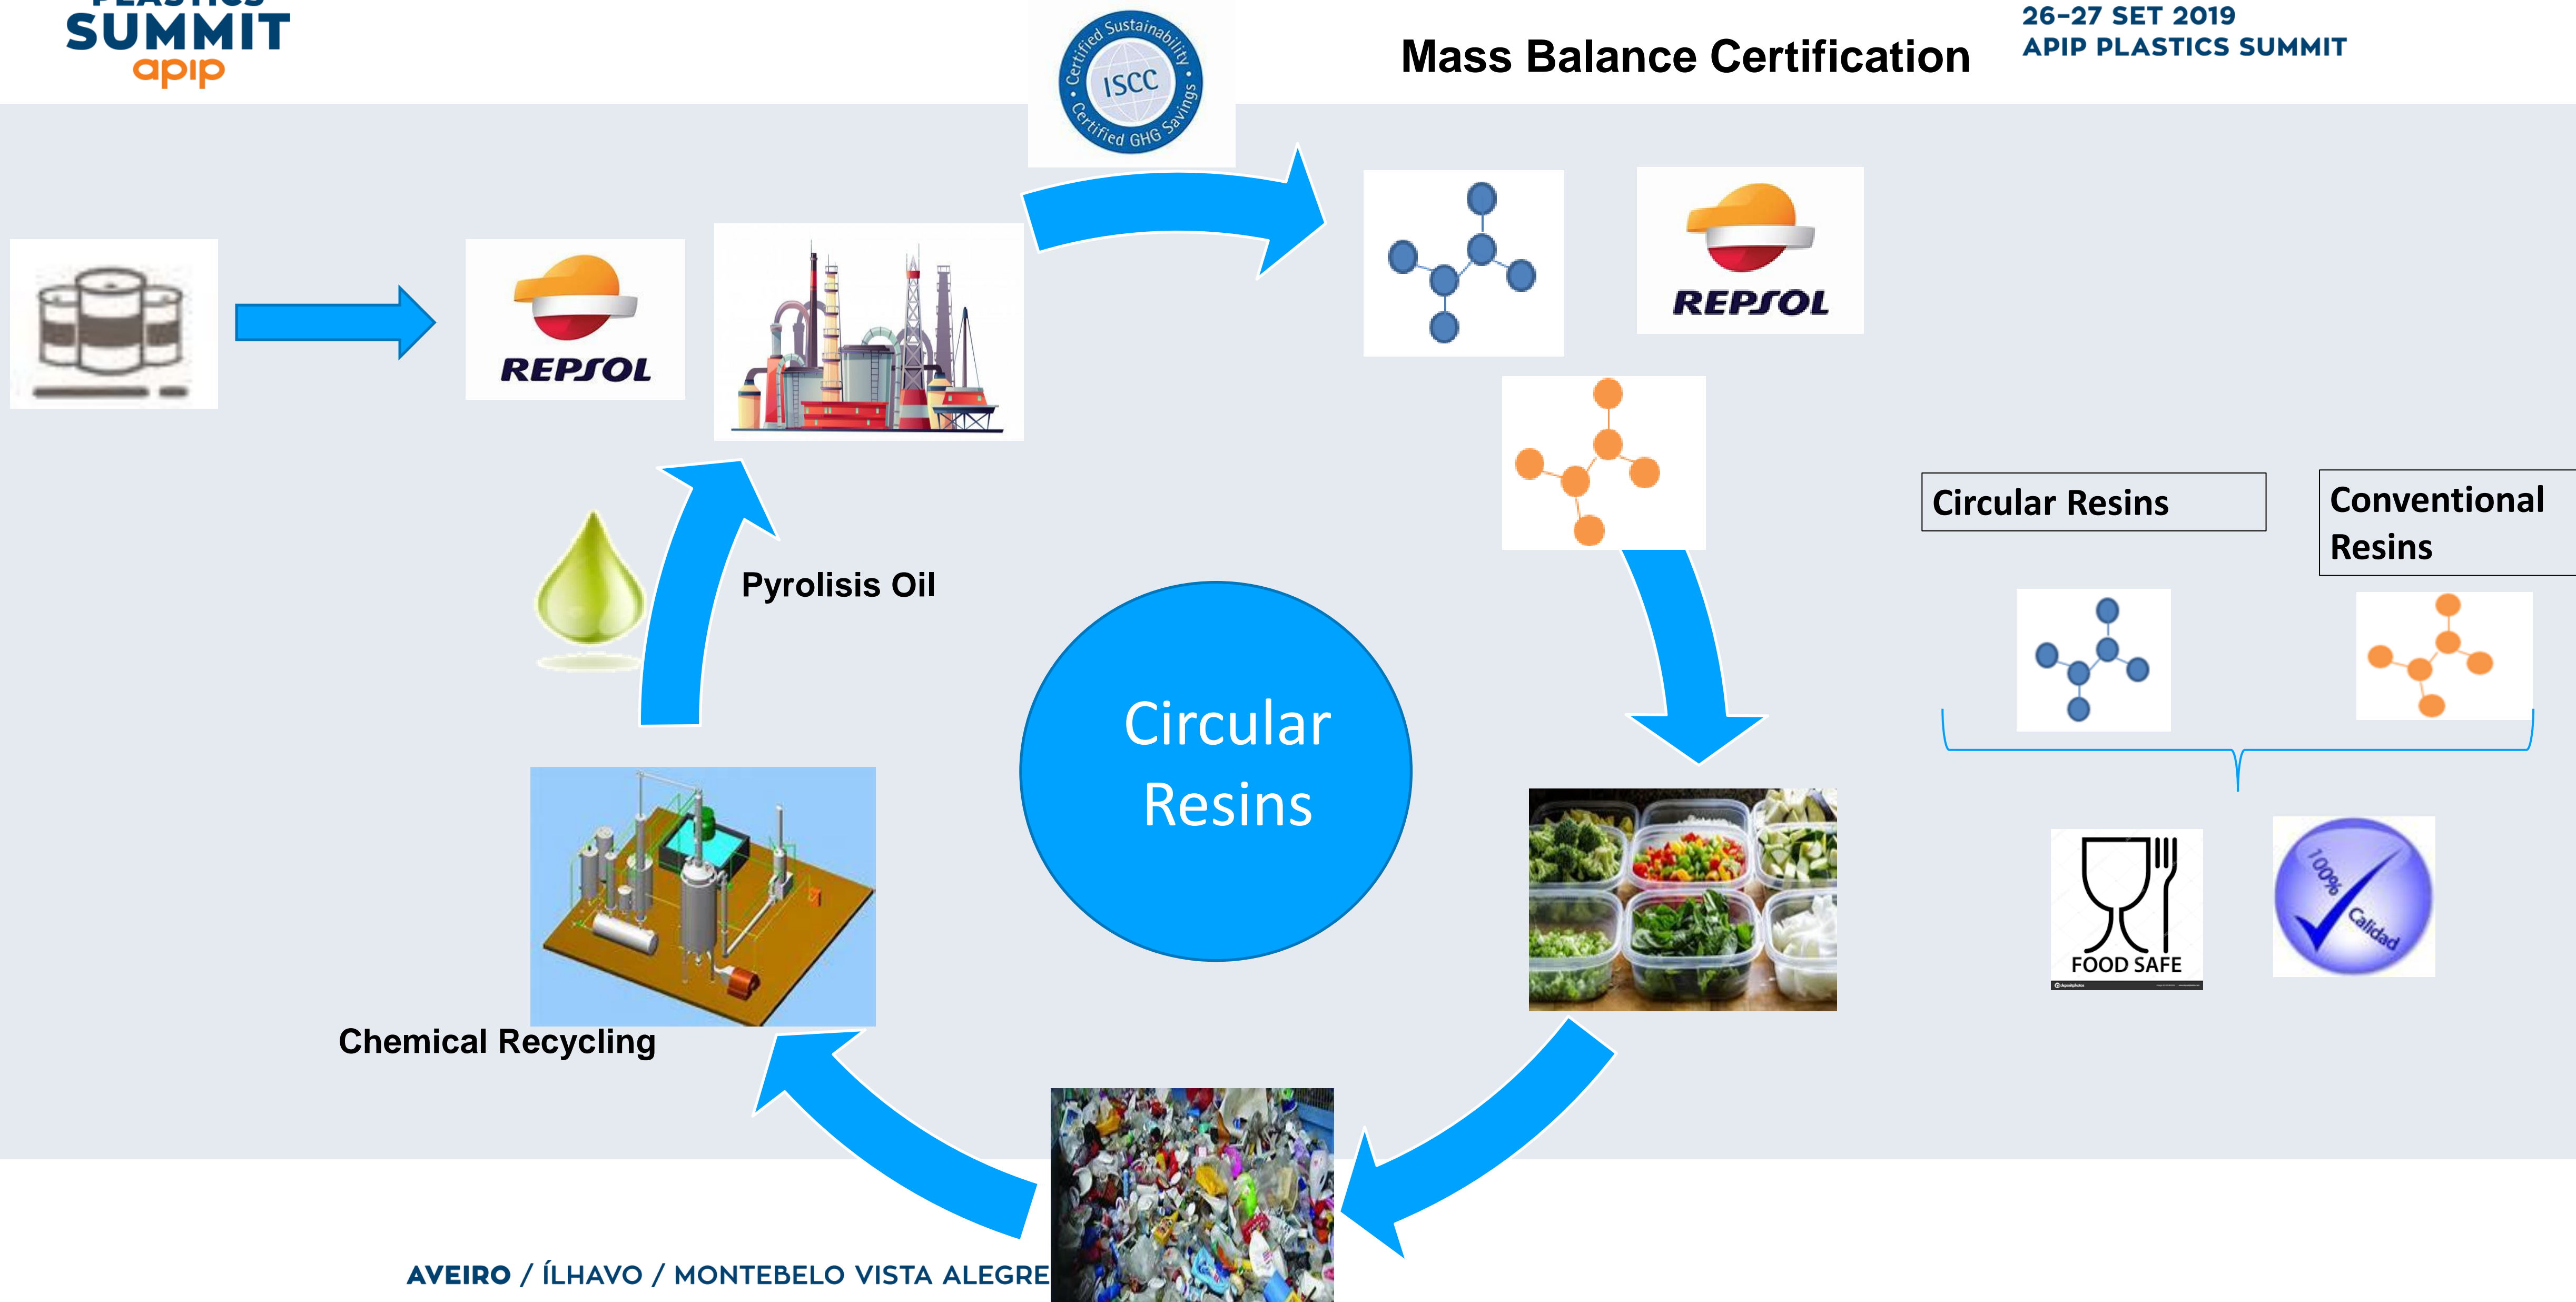 PLASTICS
SUMMIT
apip
Certified Sustainability
ISCC
Certified GHG Savings
Mass Balance Certification
26-27 SET 2019
APIP PLASTICS SUMMIT
REPSOL
REPSOL
Circular Resins
Conventional
Resins
Pyrolisis Oil
Circular
Resins
100%
Calidad
FOOD SAFE
Chemical Recycling
AVEIRO / ÍLHAVO / MONTEBELO VISTA ALEGRE